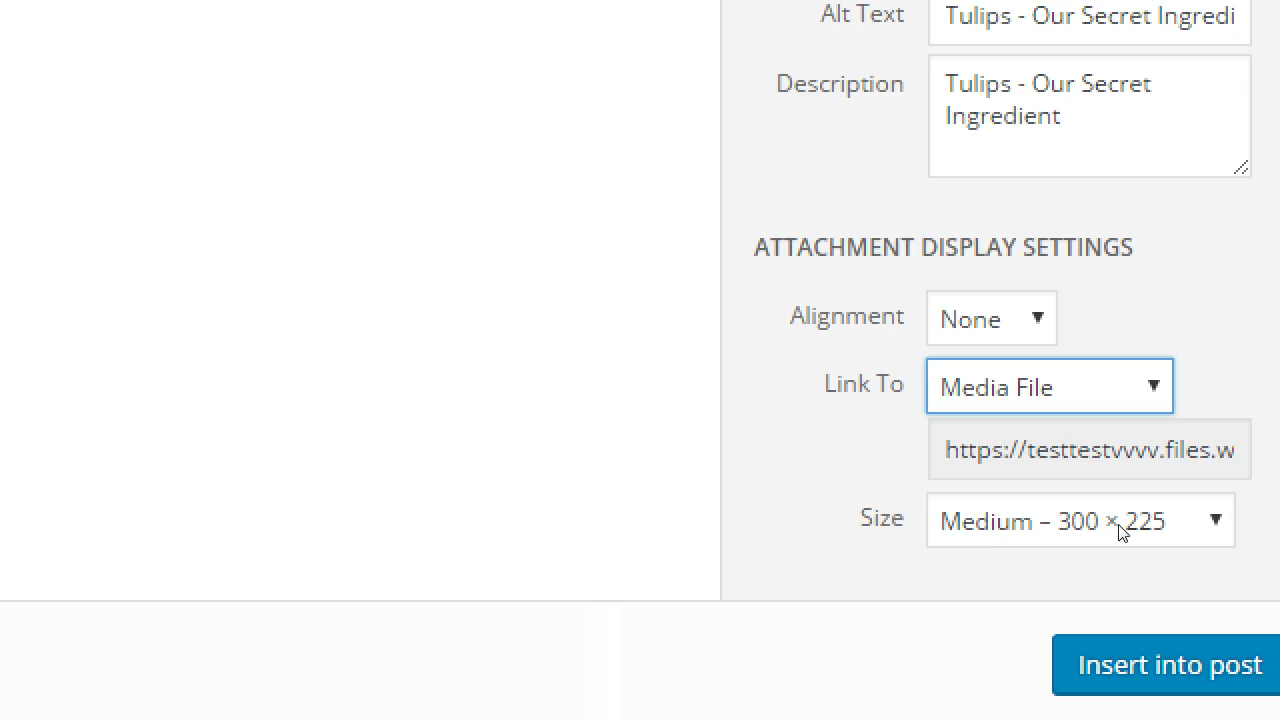 Alt Text Tulips - Our Secret Ingredi
Description Tulips - Our Secret
Ingredient
ATTACHMENT DISPLAY SETTINGS
Alignment None
Link To Media File
https://testtestvvvv.files.w
Size Medium – 300 × 225
Insert into post